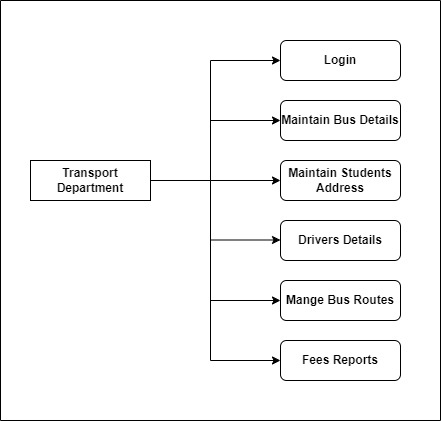 Login
Maintain Bus Details
Transport
Department
Maintain Students
Address
Drivers Details
Mange Bus Routes
Fees Reports